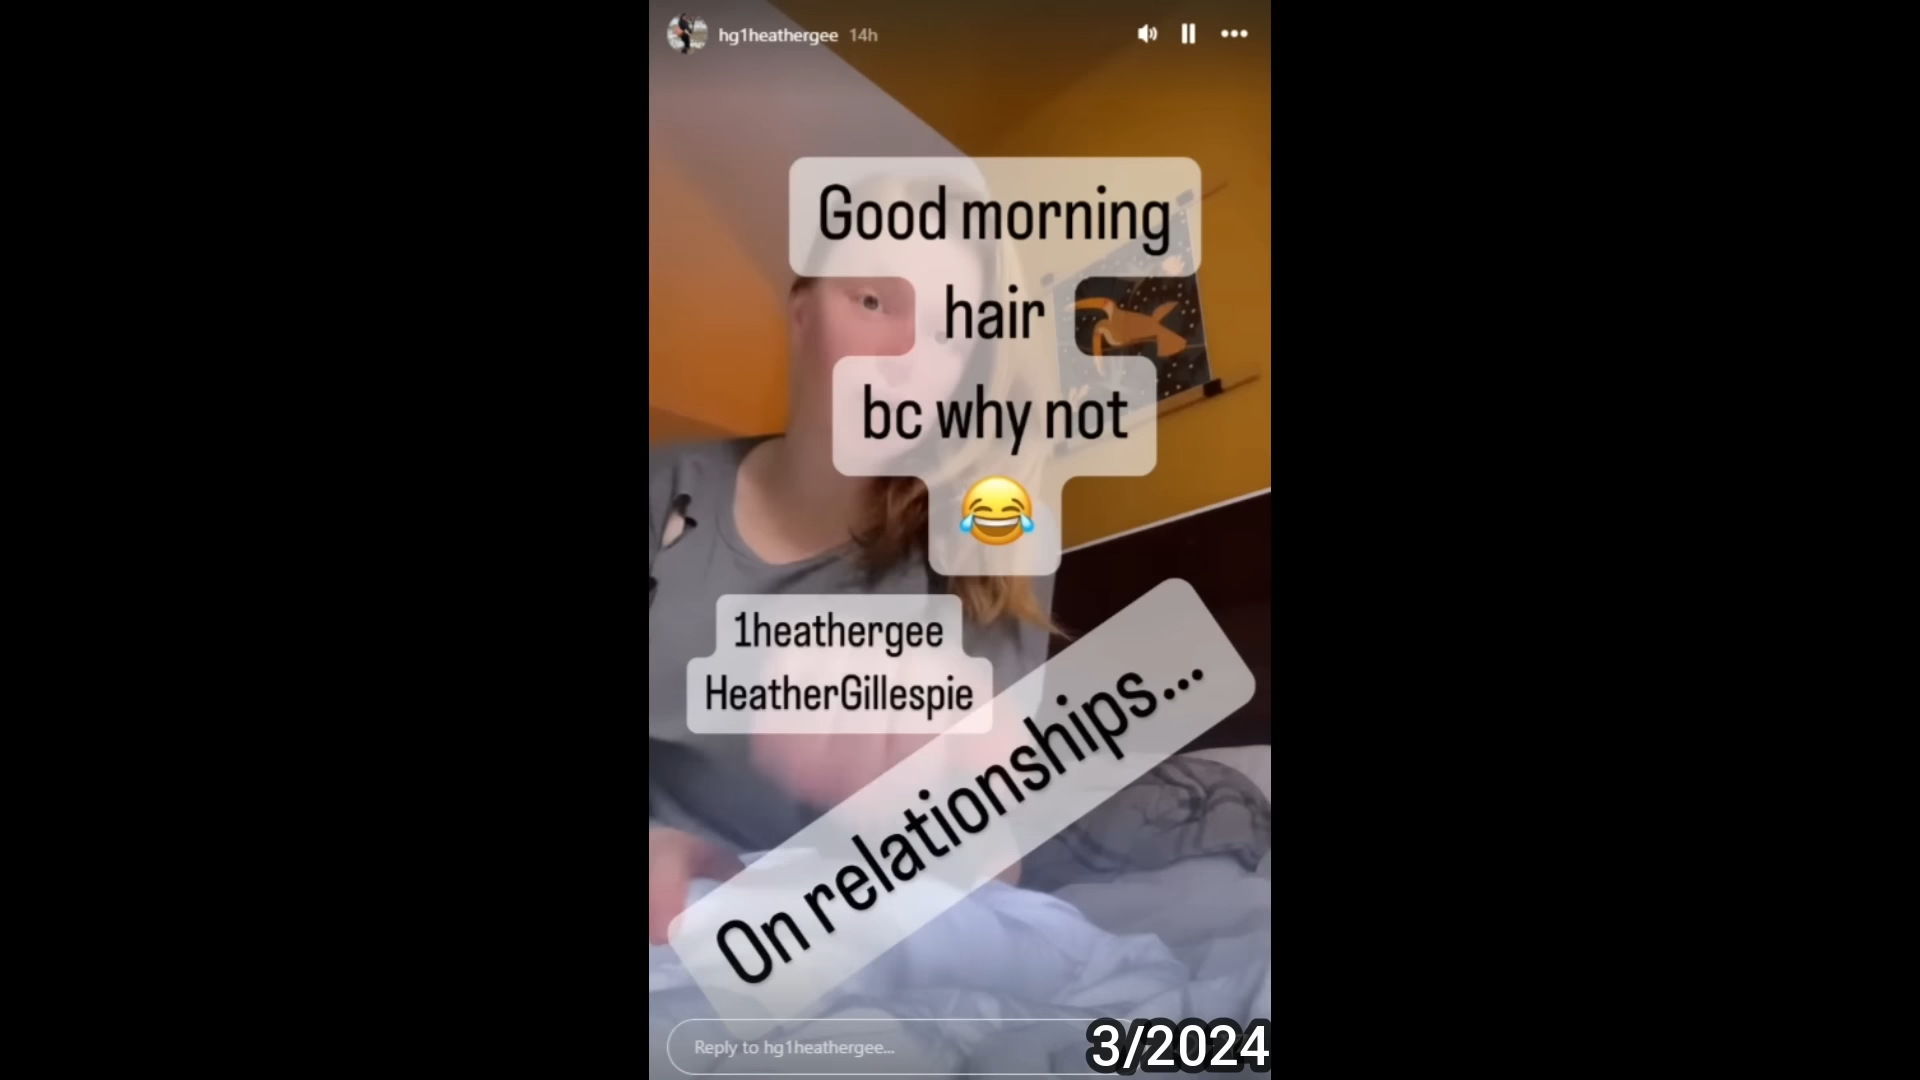 hg1heathergee 14h
Good morning
hair
bc why not
😂
1heathergee
HeatherGillespie
On relationships...
Reply to hg1heathergee...
3/2024